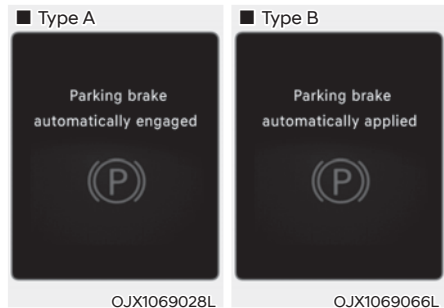 ■ Type A
Parking brake
automatically engaged
P
OJX1069028L
■ Type B
Parking brake
automatically applied
P
OJX1069066L